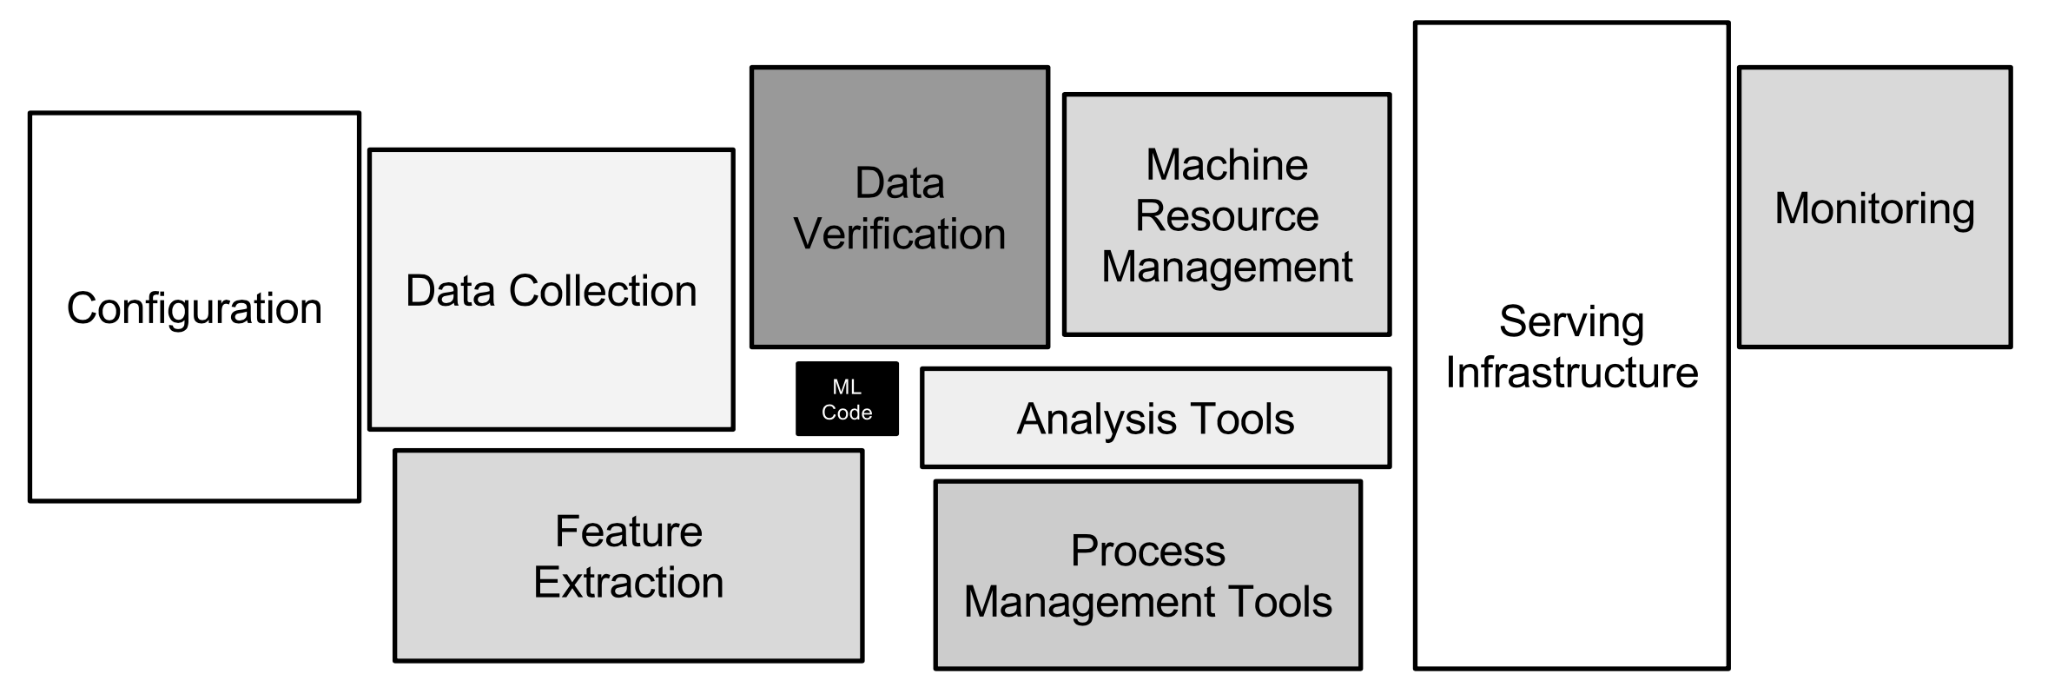 Configuration
Data Collection
Data
Verification
Machine
Resource
Management
Serving
Infrastructure
Monitoring
ML
Code
Analysis Tools
Feature
Extraction
Process
Management Tools